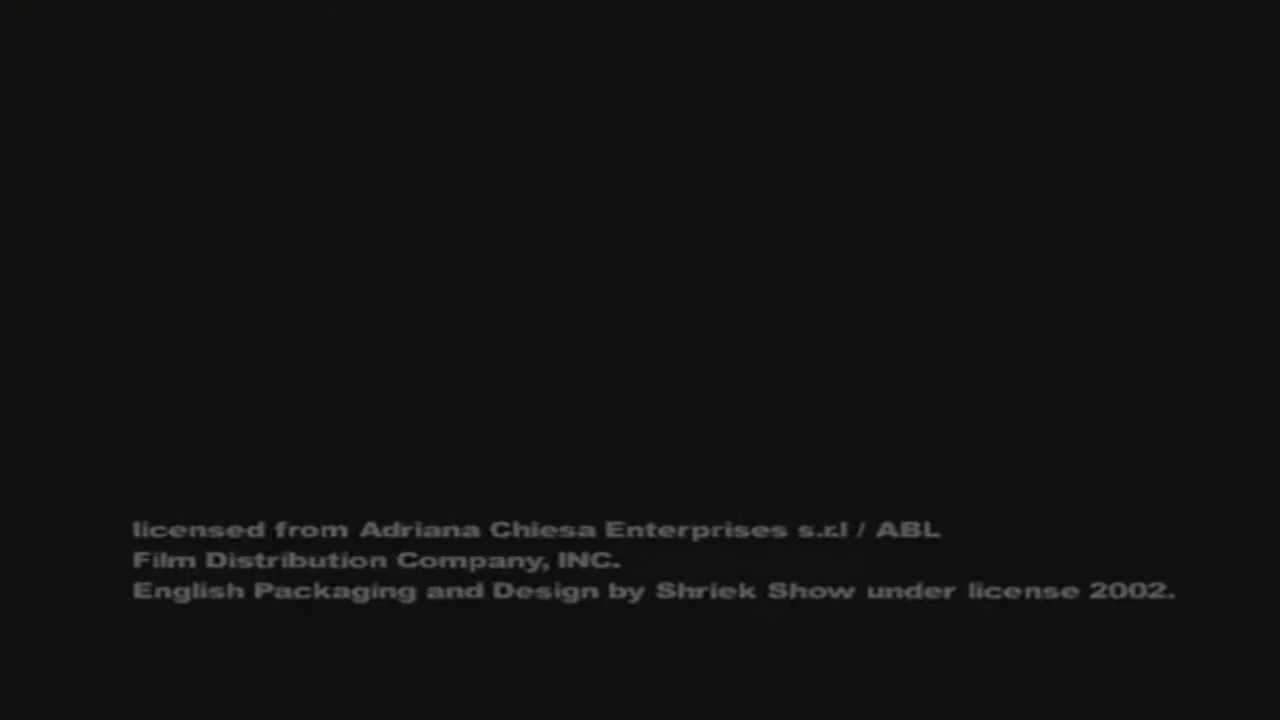 licensed from Adriana Chiesa Enterprises s.r.l / ABL
Film Distribution Company, INC.
English Packaging and Design by Shriek Show under license 2002.